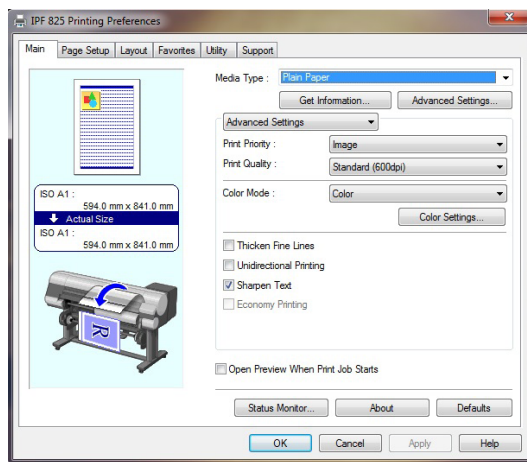 IPF 825 Printing Preferences
Main Page Setup Layout Favorites Utility Support
Media Type : Plain Paper
Get Information... Advanced Settings...
Advanced Settings
Print Priority : Image
Print Quality : Standard (600dpi)
ISO A1 :
594.0 mm x 841.0 mm
Actual Size
ISO A1 :
594.0 mm x 841.0 mm
R
Color Mode : Color
Color Settings...
Thicken Fine Lines
Unidirectional Printing
Sharpen Text
Economy Printing
Open Preview When Print Job Starts
Status Monitor... About Defaults
OK Cancel Apply Help